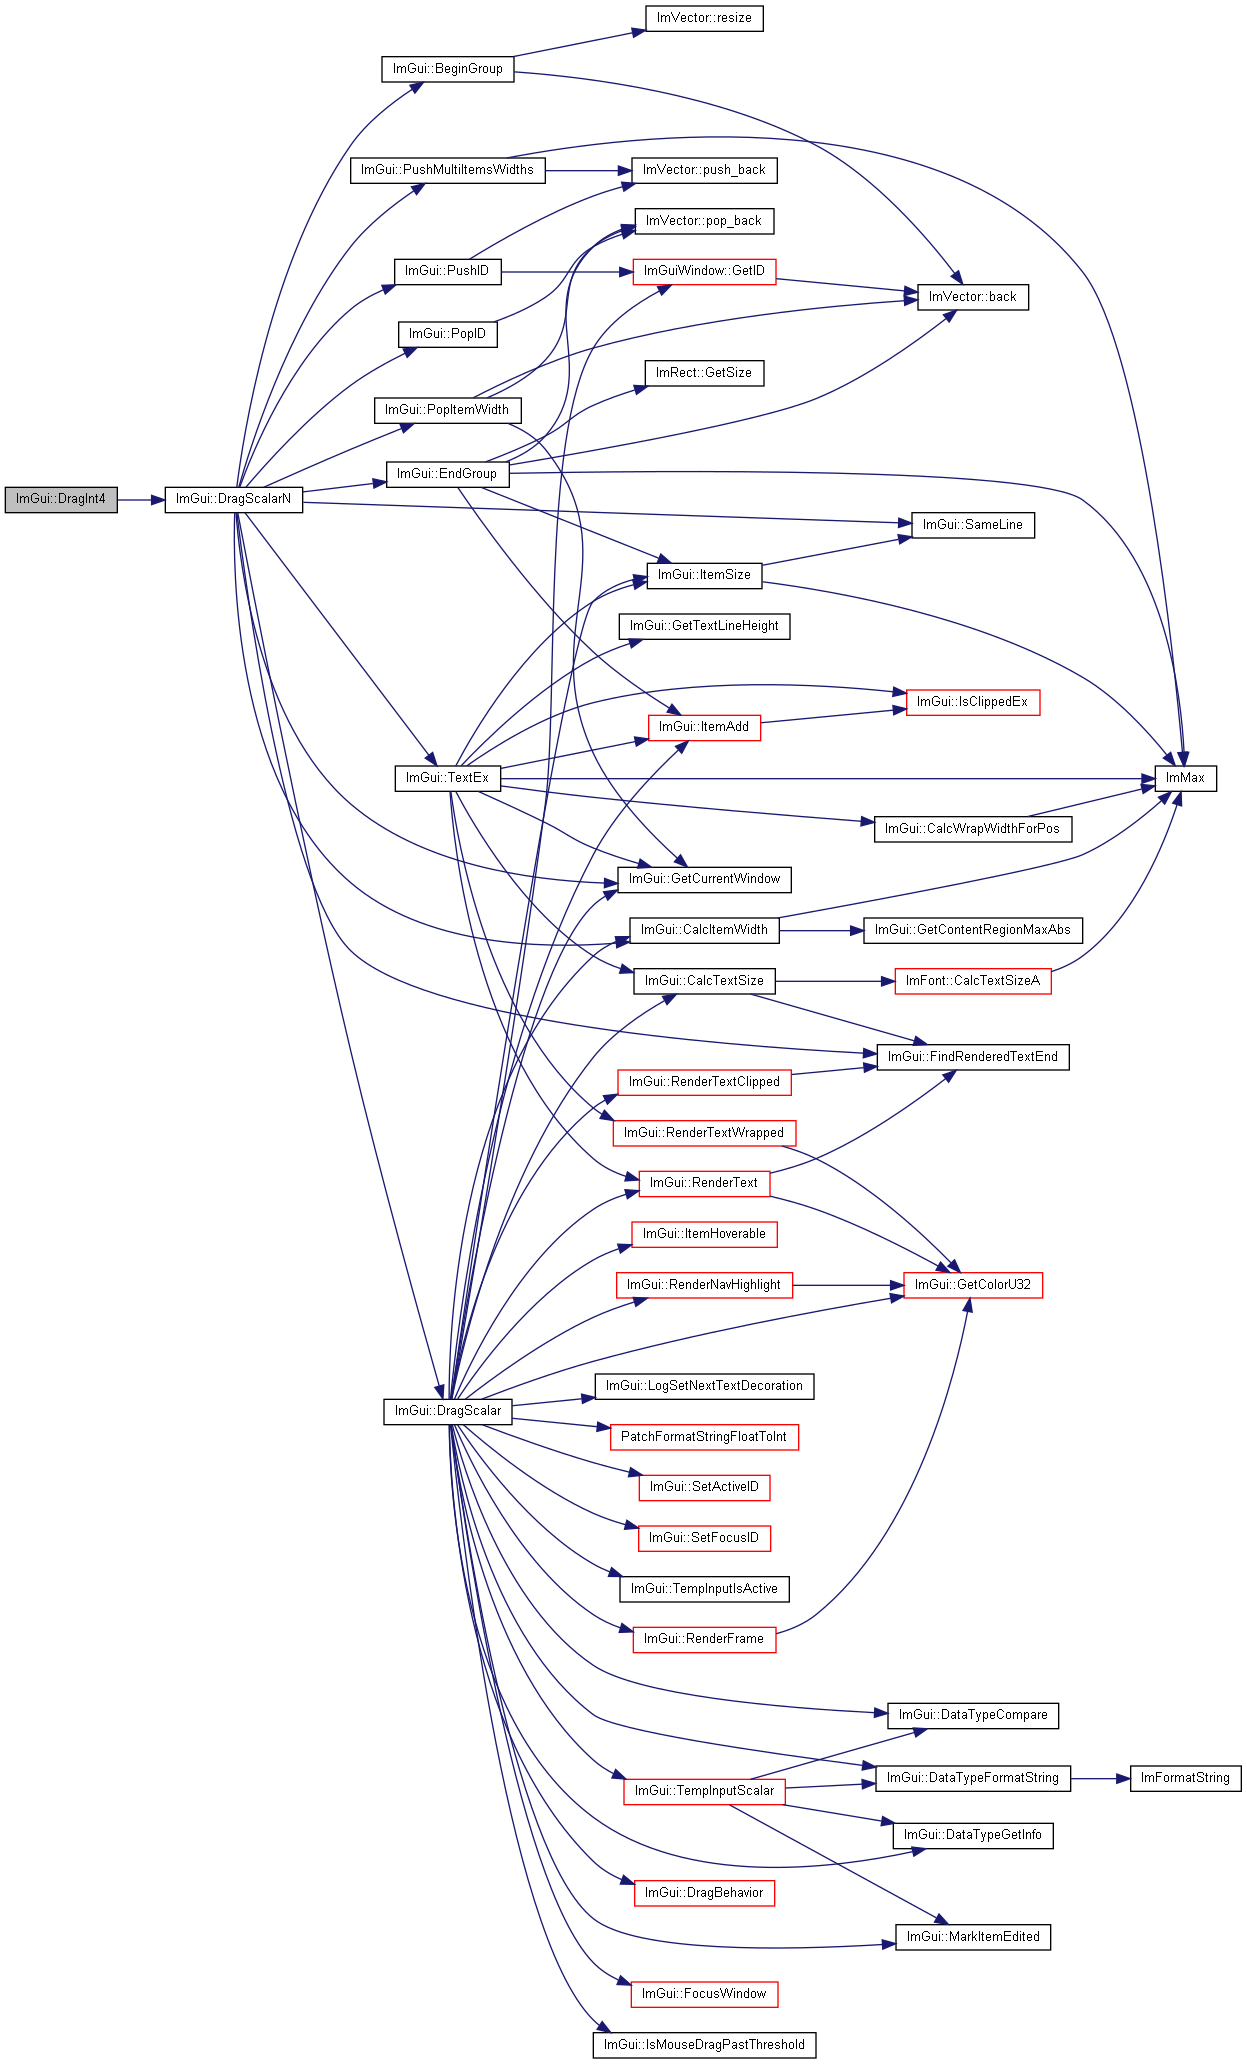 ImVector::resize
ImGui::BeginGroup
ImGui::PushMultiItemsWidths
ImVector::push_back
ImVector::pop_back
ImGui::PushID
ImGuiWindow::GetID
ImVector::back
ImGui::PopID
ImRect::GetSize
ImGui::PopItemWidth
ImGui::EndGroup
ImGui::DragInt4
ImGui::DragScalarN
ImGui::SameLine
ImGui::ItemSize
ImGui::GetTextLineHeight
ImGui::IsClippedEx
ImGui::ItemAdd
ImGui::TextEx
ImMax
ImGui::CalcWrapWidthForPos
ImGui::GetCurrentWindow
ImGui::CalcItemWidth
ImGui::GetContentRegionMaxAbs
ImGui::CalcTextSize
ImFont::CalcTextSizeA
ImGui::FindRenderedTextEnd
ImGui::RenderTextClipped
ImGui::RenderTextWrapped
ImGui::RenderText
ImGui::ItemHoverable
ImGui::RenderNavHighlight
ImGui::GetColorU32
ImGui::LogSetNextTextDecoration
ImGui::DragScalar
PatchFormatStringFloatToInt
ImGui::SetActiveID
ImGui::SetFocusID
ImGui::TempInputIsActive
ImGui::RenderFrame
ImGui::DataTypeCompare
ImGui::DataTypeFormatString
ImFormatString
ImGui::TempInputScalar
ImGui::DataTypeGetInfo
ImGui::DragBehavior
ImGui::MarkItemEdited
ImGui::FocusWindow
ImGui::IsMouseDragPastThreshold